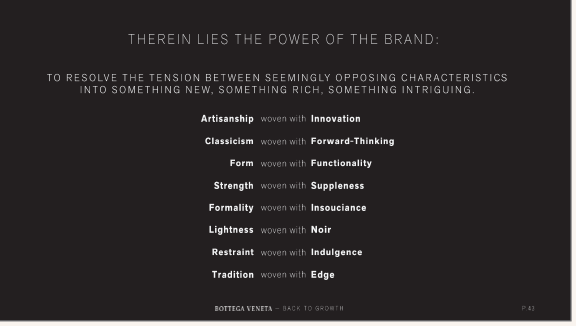 THEREIN LIES THE POWER OF THE BRAND:
TO RESOLVE THE TENSION BETWEEN SEEMINGLY OPPOSING CHARACTERISTICS
INTO SOMETHING NEW, SOMETHING RICH, SOMETHING INTRIGUING.
Artisanship woven with Innovation
Classicism woven with Forward-Thinking
Form woven with Functionality
Strength woven with Suppleness
Formality woven with Insouciance
Lightness woven with Noir
Restraint woven with Indulgence
Tradition woven with Edge
BOTTEGA VENETA — BACK TO GROWTH
P.43